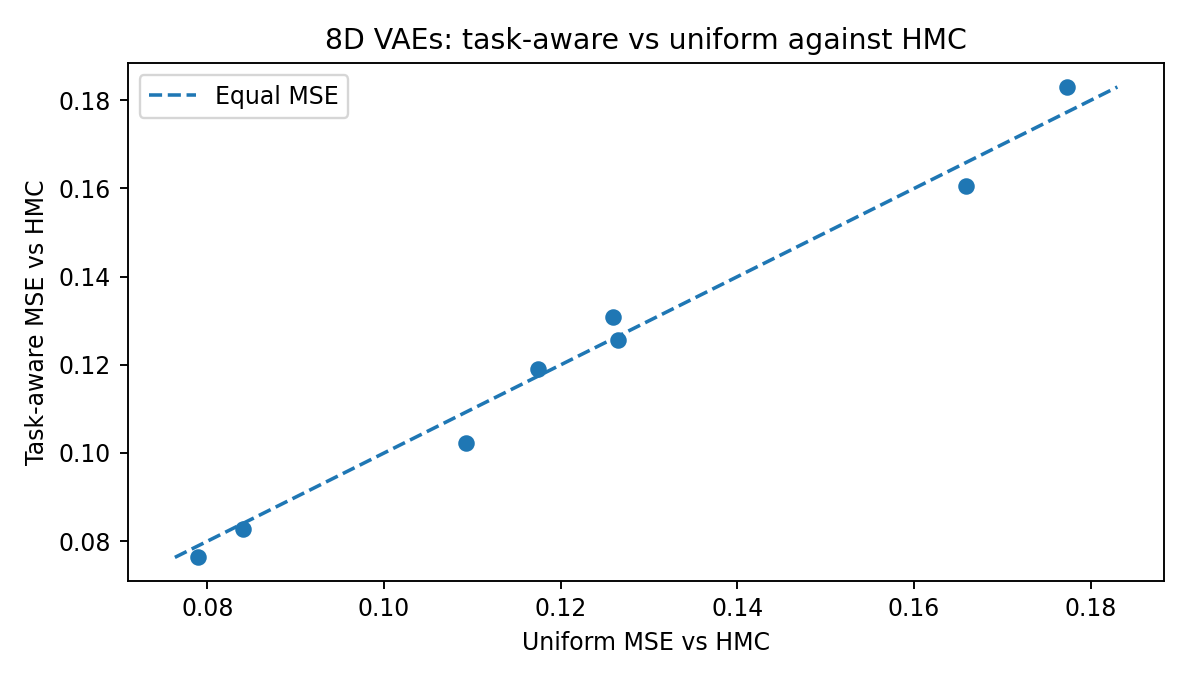 8D VAEs: task-aware vs uniform against HMC
Equal MSE
Task-aware MSE vs HMC
0.18
0.16
0.14
0.12
0.10
0.08
0.08 0.10 0.12 0.14 0.16 0.18
Uniform MSE vs HMC